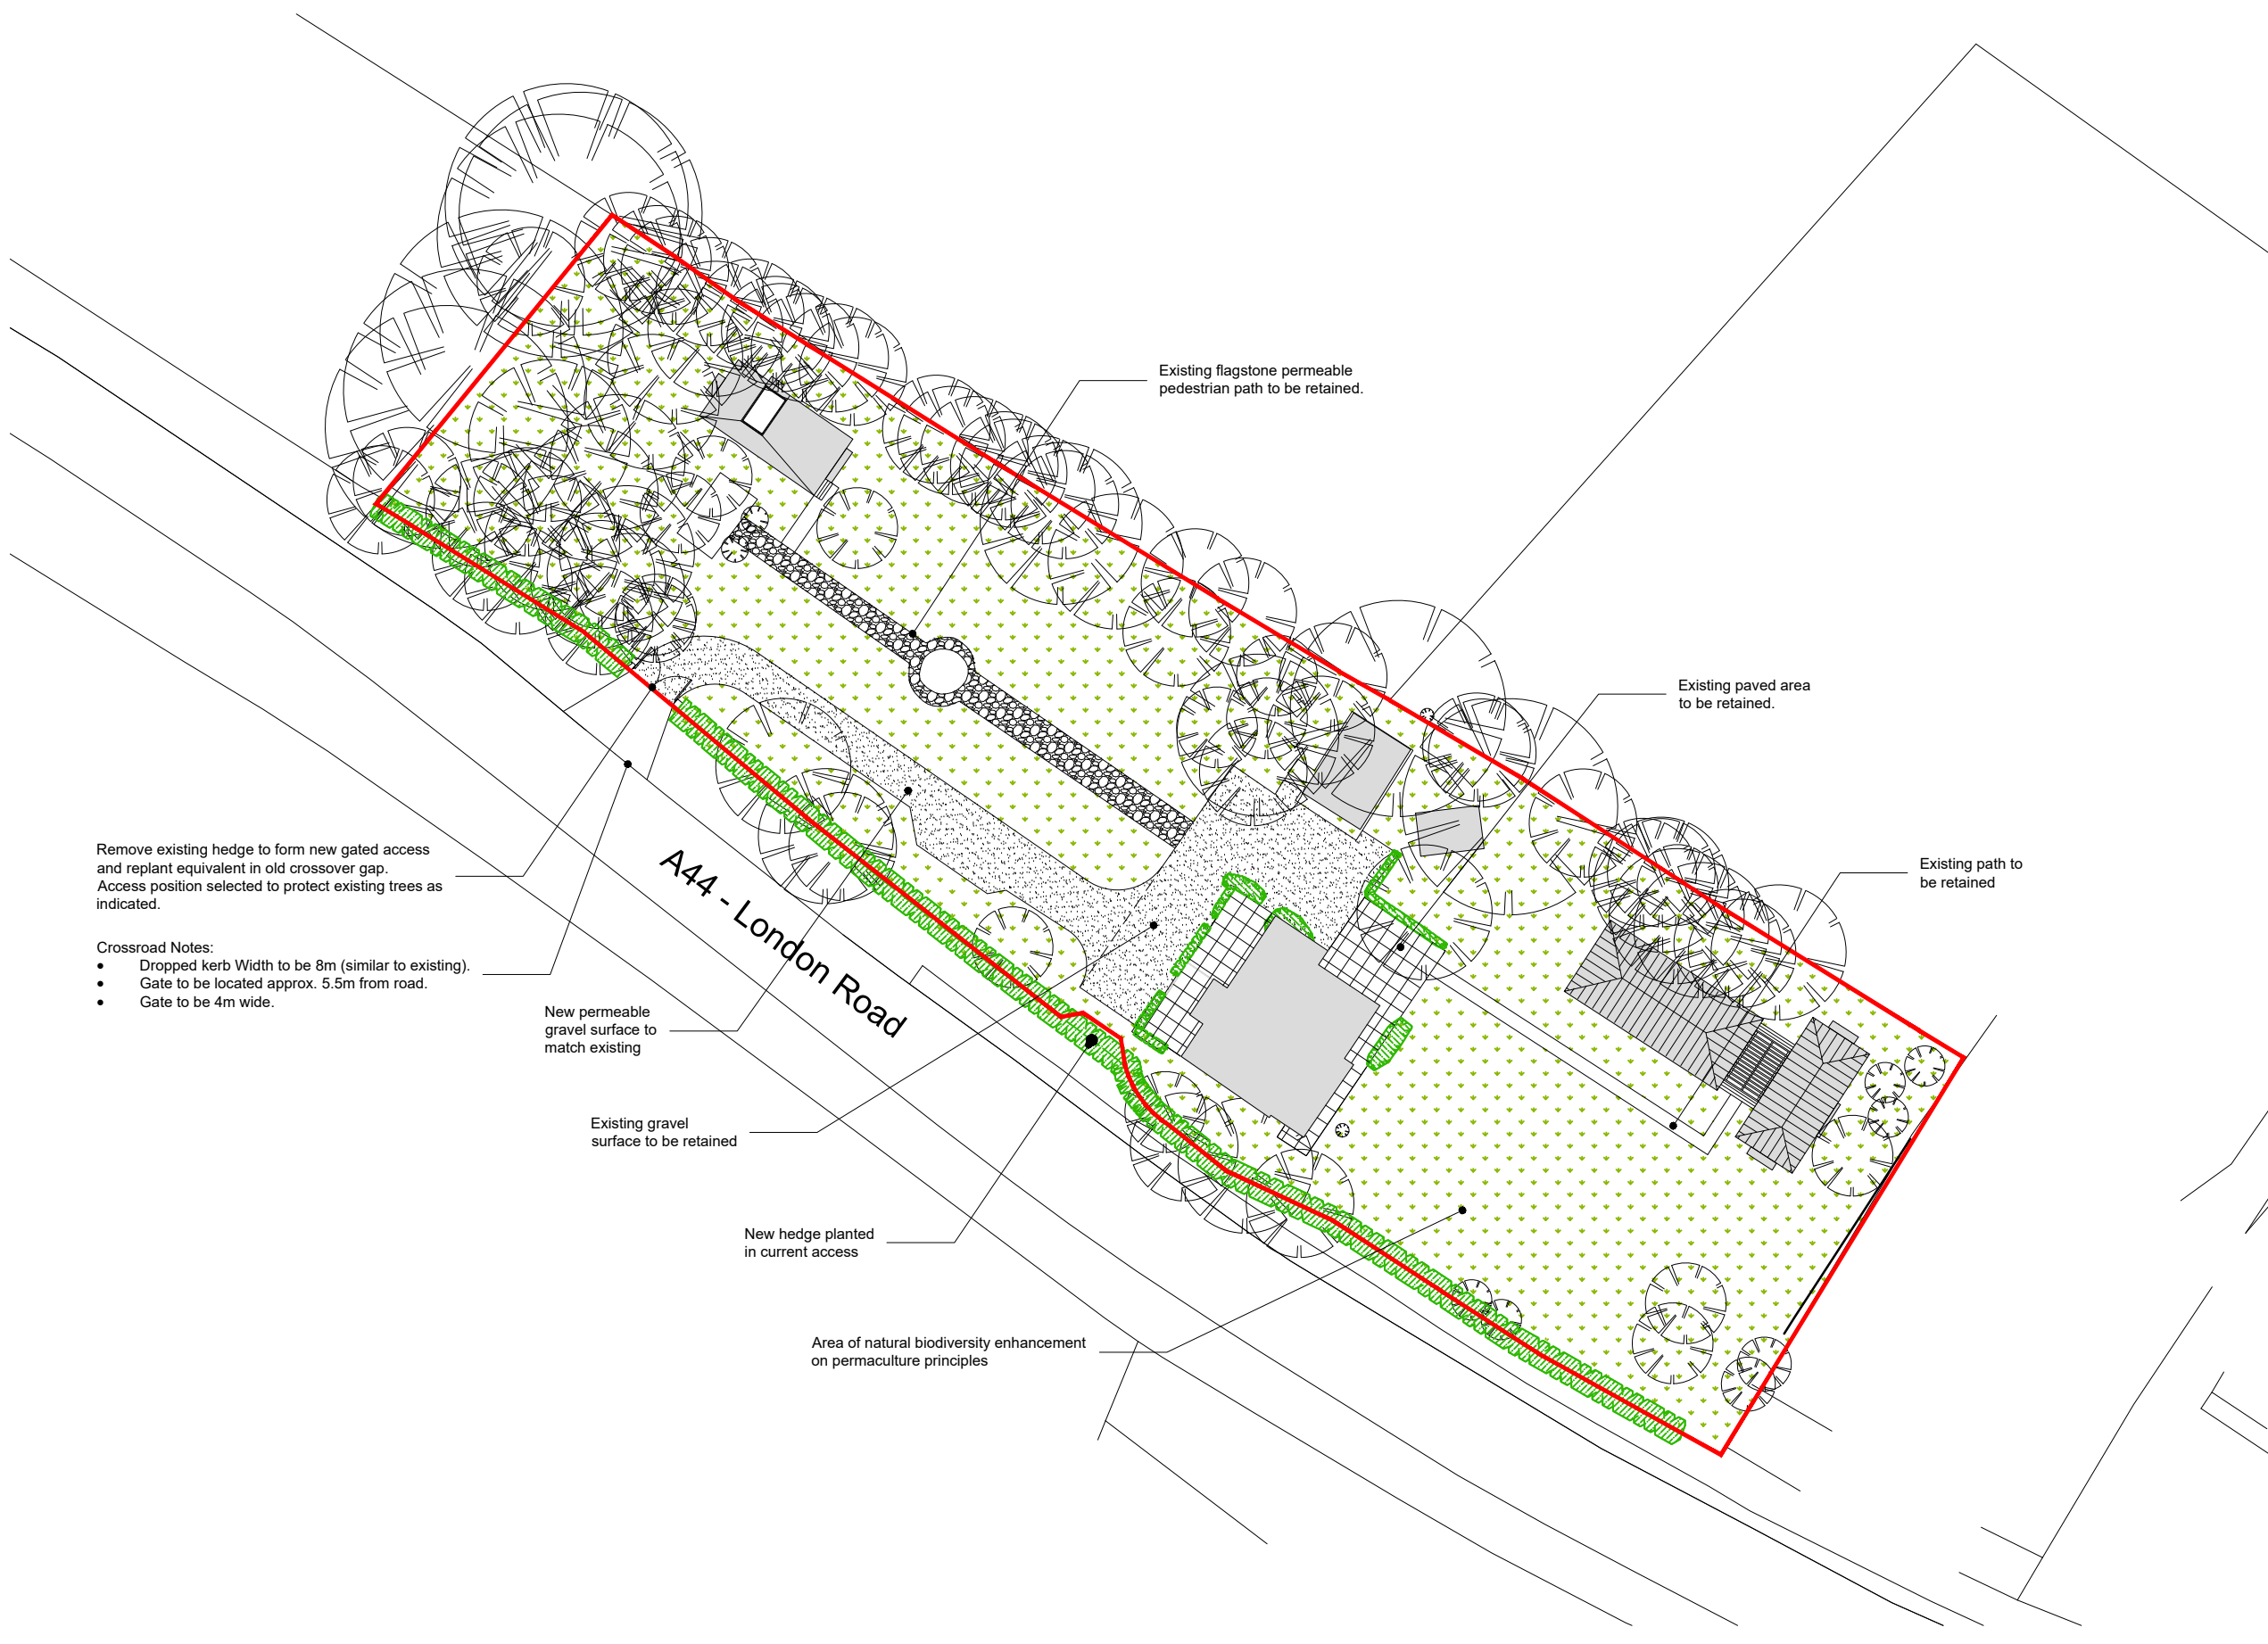 Existing flagstone permeable
pedestrian path to be retained.
Existing paved area
to be retained.
Existing path to
be retained
Remove existing hedge to form new gated access
and replant equivalent in old crossover gap.
Access position selected to protect existing trees as
indicated.
Crossroad Notes:
● Dropped kerb Width to be 8m (similar to existing).
● Gate to be located approx. 5.5m from road.
● Gate to be 4m wide.
A44 - London Road
New permeable
gravel surface to
match existing
Existing gravel
surface to be retained
New hedge planted
in current access
Area of natural biodiversity enhancement
on permaculture principles